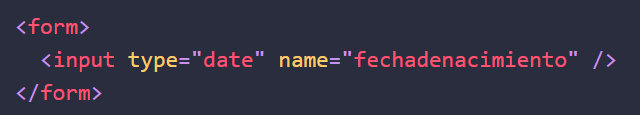 <form>
  <input type="date" name="fechadenacimiento" />
</form>